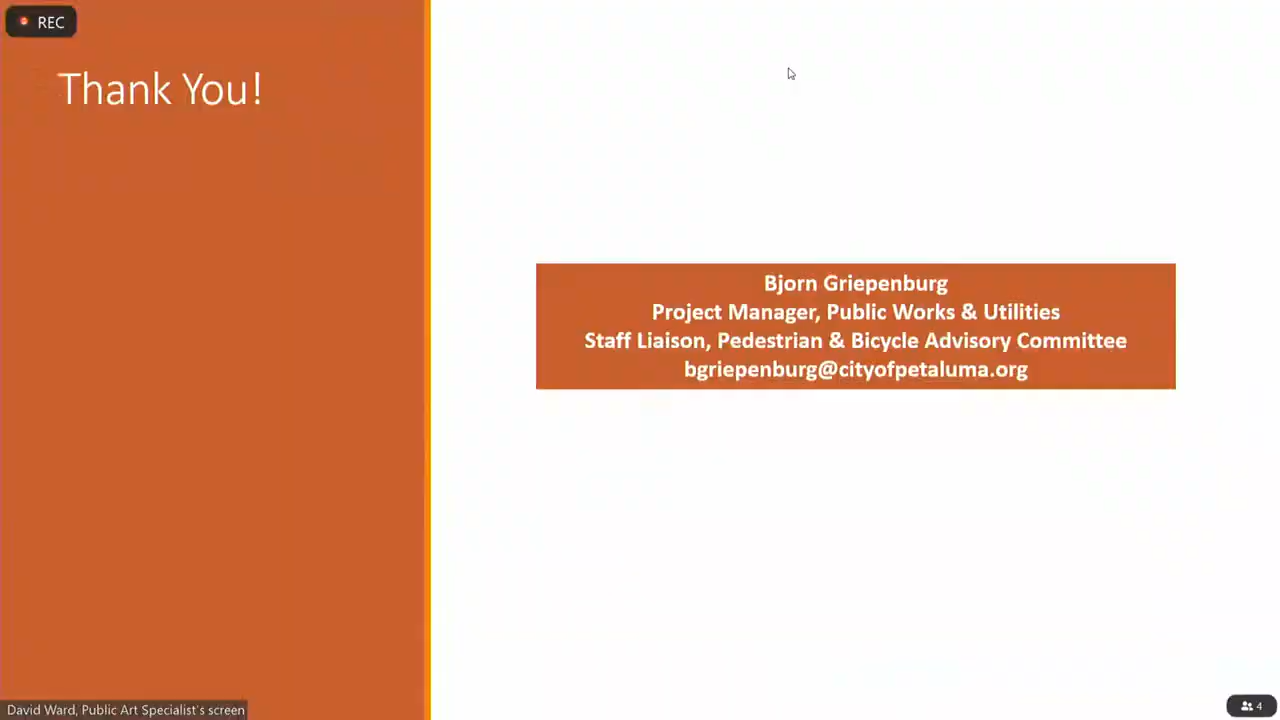 REC
Thank You!
Bjorn Griepenburg
Project Manager, Public Works & Utilities
Staff Liaison, Pedestrian & Bicycle Advisory Committee
bgriepenburg@cityofpetaluma.org
David Ward, Public Art Specialist's screen
4